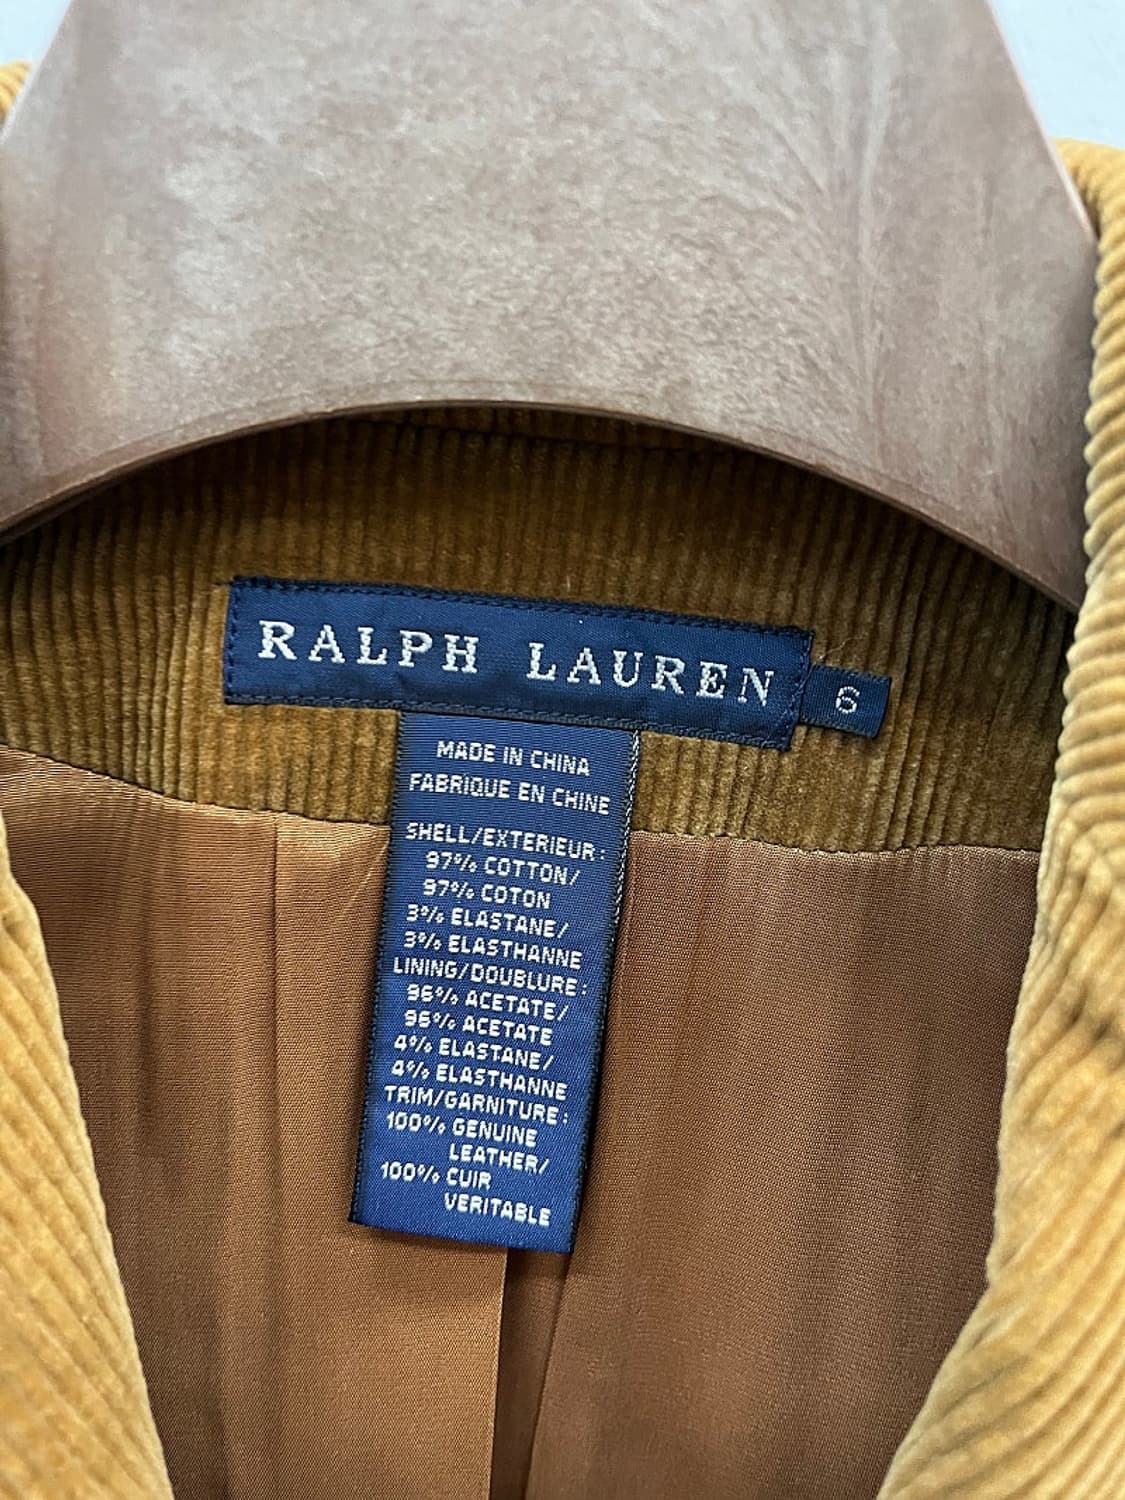 RALPH LAUREN
6
MADE IN CHINA
FABRIQUE EN CHINE
SHELL/EXTERIEUR:
97% COTTON/
97% COTON
3% ELASTANE/
3% ELASTHANNE
LINING/DOUBLURE:
96% ACETATE/
96% ACETATE
4% ELASTANE/
4% ELASTHANNE
TRIM/GARNITURE:
100% GENUINE
LEATHER/
100% CUIR
VERITABLE